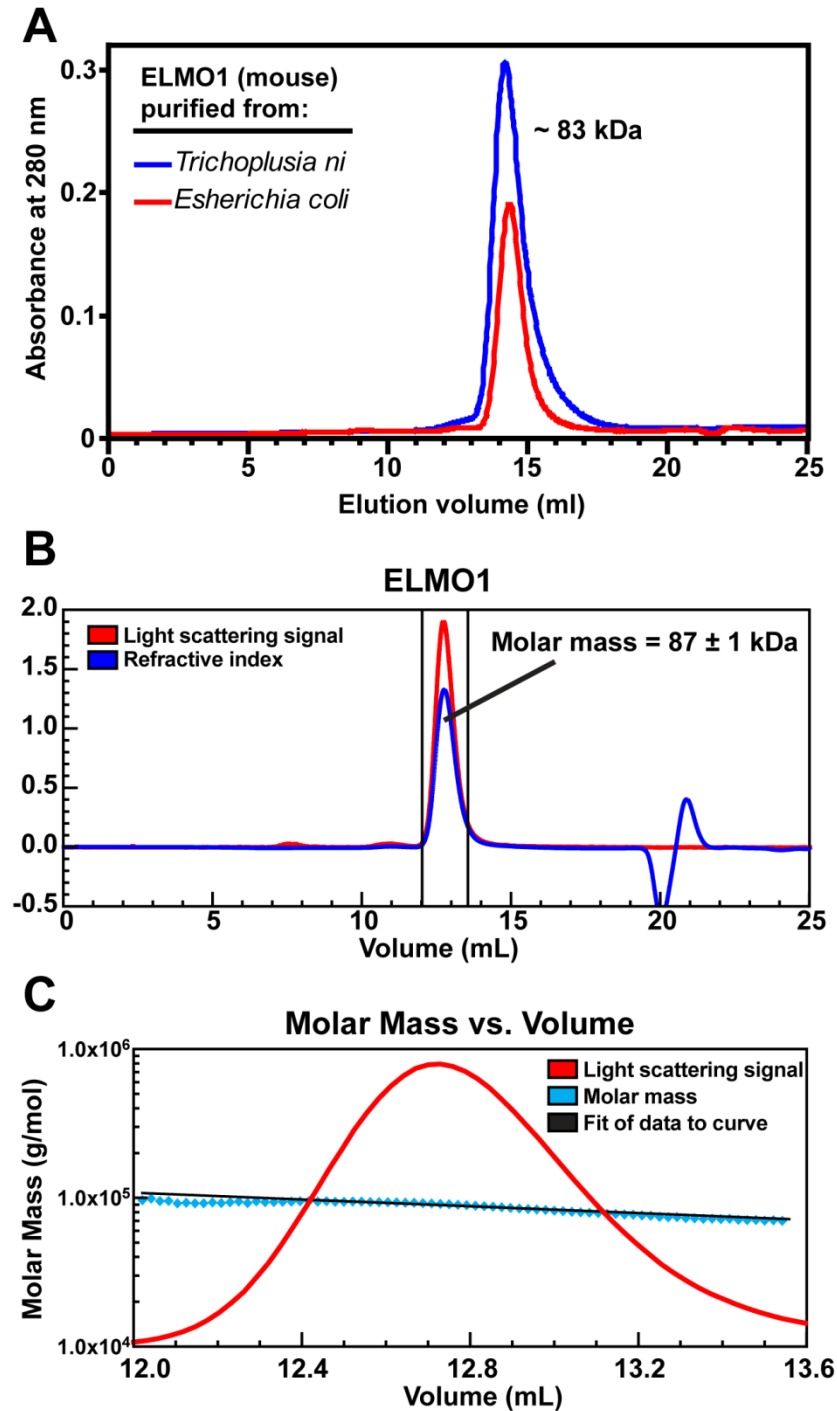 A
ELMO1 (mouse)
purified from:
Trichoplusia ni
Esherichia coli
~ 83 kDa
Absorbance at 280 nm
0.3
0.2
0.1
0
0 5 10 15 20 25
Elution volume (ml)
B
ELMO1
Light scattering signal
Refractive index
Molar mass = 87 ± 1 kDa
2.0
1.5
1.0
0.5
0.0
-0.5
0 5 10 15 20 25
Volume (mL)
C
Molar Mass vs. Volume
Light scattering signal
Molar mass
Fit of data to curve
Molar Mass (g/mol)
1.0x10⁶
1.0x10⁵
1.0x10⁴
12.0 12.4 12.8 13.2 13.6
Volume (mL)